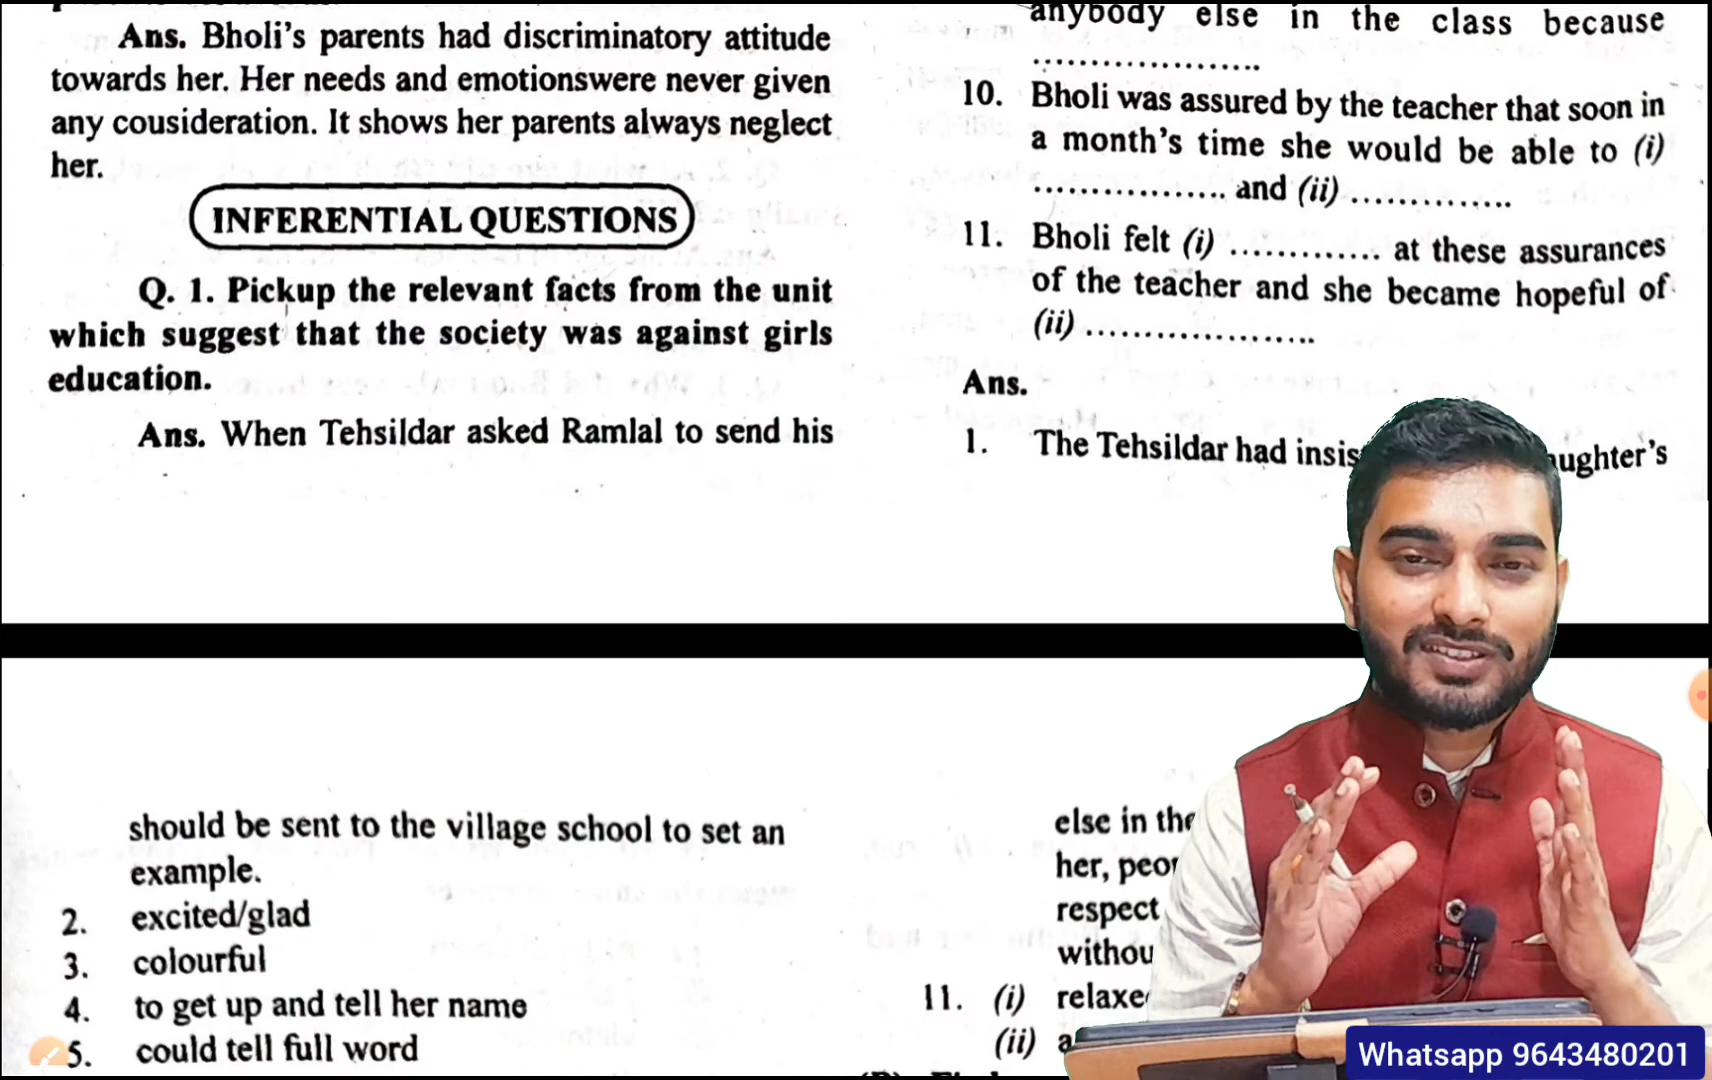 Ans. Bholi's parents had discriminatory attitude
towards her. Her needs and emotionswere never given
any cousideration. It shows her parents always neglect
her.
INFERENTIAL QUESTIONS
Q. 1. Pickup the relevant facts from the unit
which suggest that the society was against girls
education.
Ans. When Tehsildar asked Ramlal to send his
anybody else in the class because
....................
10. Bholi was assured by the teacher that soon in
a month's time she would be able to (i)
.................. and (ii) ..............
11. Bholi felt (i) ............. at these assurances
of the teacher and she became hopeful of
(ii) ....................
Ans.
1. The Tehsildar had
should be sent to the village school to set an
example.
2. excited/glad
3. colourful
4. to get up and tell her name
5. could tell full word
else in the
her,
respect
11. (i)
(ii)
Whatsapp 9643480201